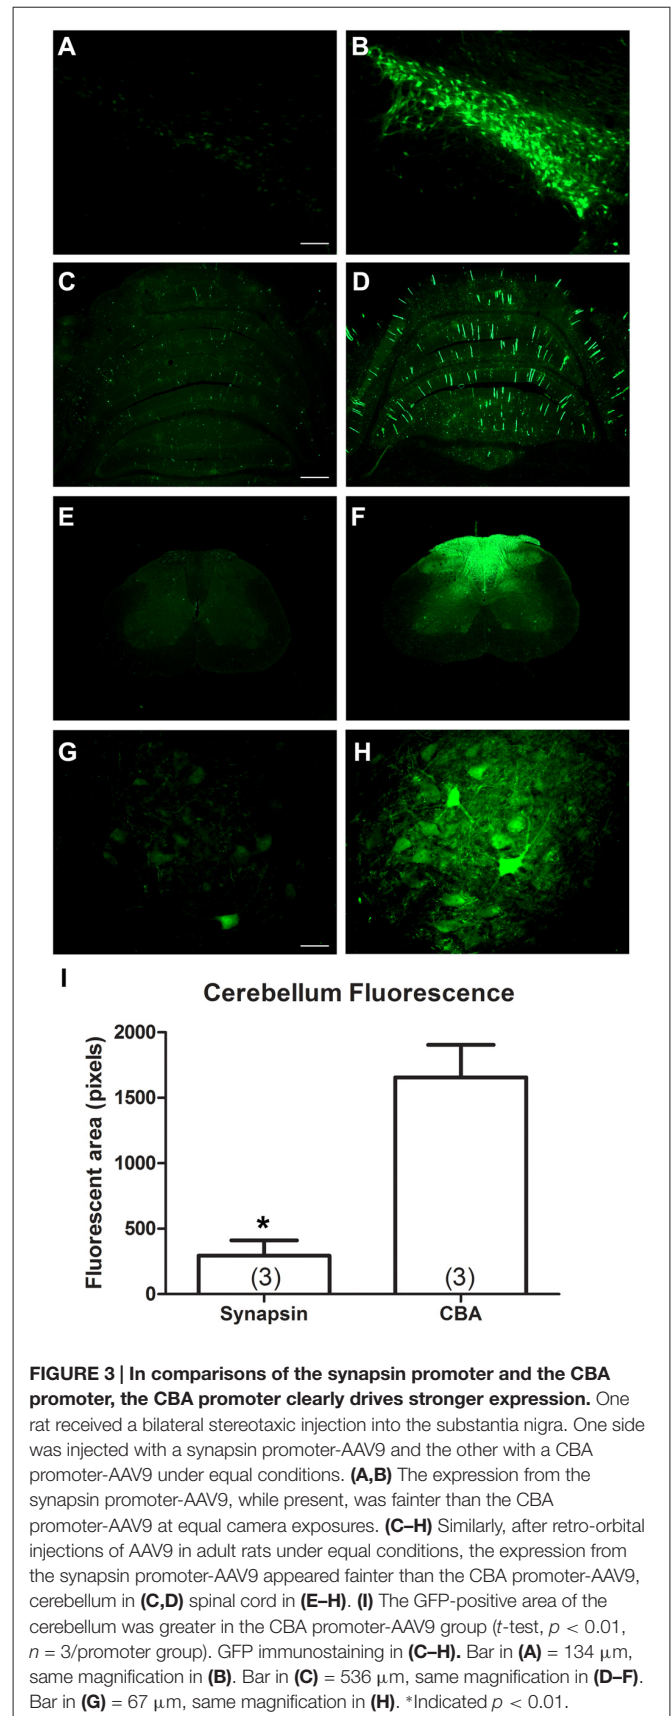 A
B
C
D
E
F
G
H
I
Cerebellum Fluorescence
Fluorescent area (pixels)
2000
1500
1000
500
0
*
(3)
(3)
Synapsin
CBA
FIGURE 3 | In comparisons of the synapsin promoter and the CBA
promoter, the CBA promoter clearly drives stronger expression. One
rat received a bilateral stereotaxic injection into the substantia nigra. One side
was injected with a synapsin promoter-AAV9 and the other with a CBA
promoter-AAV9 under equal conditions. (A,B) The expression from the
synapsin promoter-AAV9, while present, was fainter than the CBA
promoter-AAV9 at equal camera exposures. (C–H) Similarly, after retro-orbital
injections of AAV9 in adult rats under equal conditions, the expression from
the synapsin promoter-AAV9 appeared fainter than the CBA promoter-AAV9,
cerebellum in (C,D) spinal cord in (E–H). (I) The GFP-positive area of the
cerebellum was greater in the CBA promoter-AAV9 group (t-test, p < 0.01,
n = 3/promoter group). GFP immunostaining in (C–H). Bar in (A) = 134 μm,
same magnification in (B). Bar in (C) = 536 μm, same magnification in (D–F).
Bar in (G) = 67 μm, same magnification in (H). *Indicated p < 0.01.